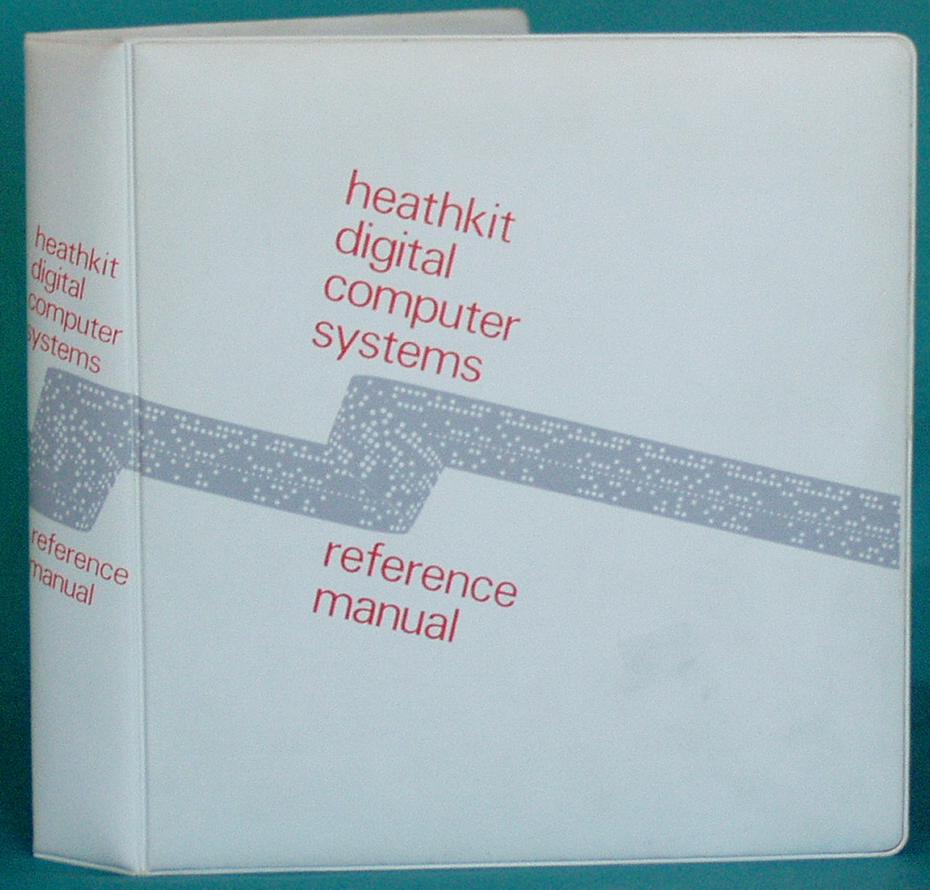 heathkit
digital
computer
systems
reference
manual
heathkit
digital
computer
systems
reference
manual